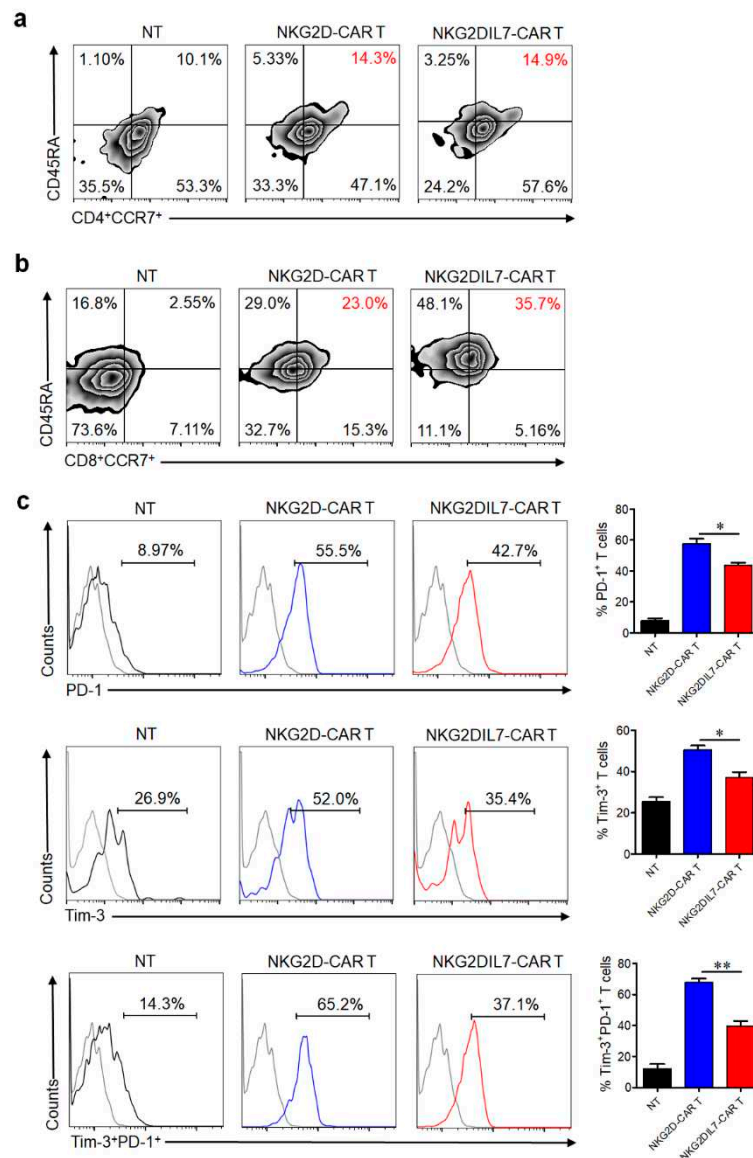 a
NT NKG2D-CAR T NKG2DIL7-CAR T
1.10% 10.1% 5.33% 14.3% 3.25% 14.9%
CD45RA
35.5% 53.3% 33.3% 47.1% 24.2% 57.6%
CD4+CCR7+
b
NT NKG2D-CAR T NKG2DIL7-CAR T
16.8% 2.55% 29.0% 23.0% 48.1% 35.7%
CD45RA
73.6% 7.11% 32.7% 15.3% 11.1% 5.16%
CD8+CCR7+
c
NT NKG2D-CAR T NKG2DIL7-CAR T
8.97% 55.5% 42.7%
Counts
PD-1
% PD-1+ T cells
80
60
40
20
0
*
NT NKG2D-CAR T NKG2DIL7-CAR T
NT NKG2D-CAR T NKG2DIL7-CAR T
26.9% 52.0% 35.4%
Counts
Tim-3
% Tim-3+ T cells
60
40
20
0
*
NT NKG2D-CAR T NKG2DIL7-CAR T
NT NKG2D-CAR T NKG2DIL7-CAR T
14.3% 65.2% 37.1%
Counts
Tim-3+PD-1+
% Tim-3+PD-1+ T cells
80
60
40
20
0
**
NT NKG2D-CAR T NKG2DIL7-CAR T